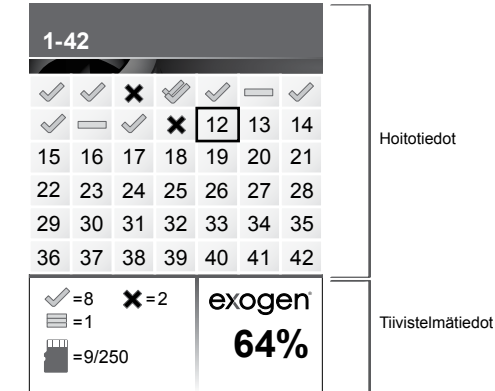 1-42
12 13 14
Hoitotiedot
15 16 17 18 19 20 21
22 23 24 25 26 27 28
29 30 31 32 33 34 35
36 37 38 39 40 41 42
=8 =2
=1
=9/250
exogen
64%
Tiivistelmätiedot